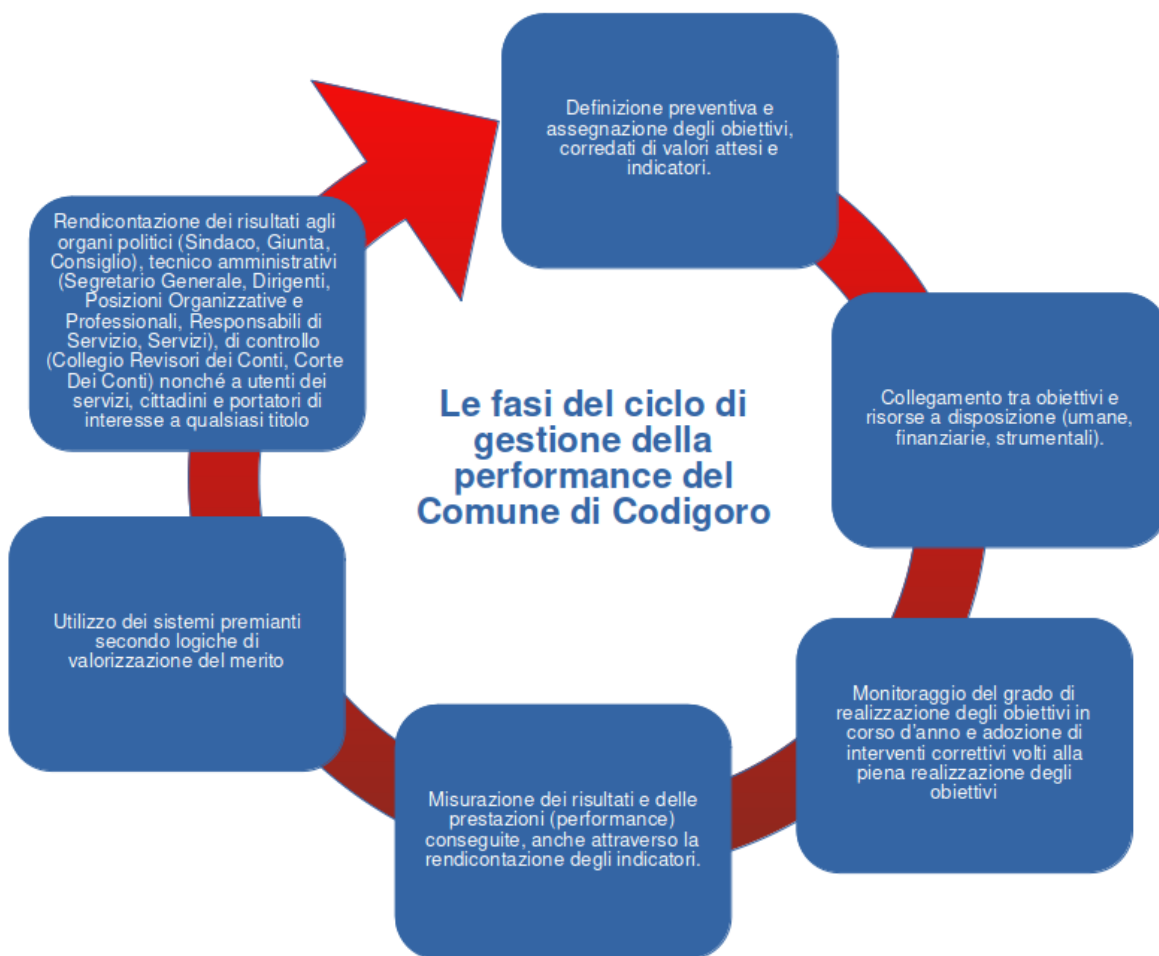 Definizione preventiva e
assegnazione degli obiettivi,
corredati di valori attesi e
indicatori.
Collegamento tra obiettivi e
risorse a disposizione (umane,
finanziarie, strumentali).
Monitoraggio del grado di
realizzazione degli obiettivi in
corso d'anno e adozione di
interventi correttivi volti alla
piena realizzazione degli
obiettivi
Misurazione dei risultati e delle
prestazioni (performance)
conseguite, anche attraverso la
rendicontazione degli indicatori.
Utilizzo dei sistemi premianti
secondo logiche di
valorizzazione del merito
Rendicontazione dei risultati agli
organi politici (Sindaco, Giunta,
Consiglio), tecnico amministrativi
(Segretario Generale, Dirigenti,
Posizioni Organizzative e
Professionali, Responsabili di
Servizio, Servizi), di controllo
(Collegio Revisori dei Conti, Corte
Dei Conti) nonché a utenti dei
servizi, cittadini e portatori di
interesse a qualsiasi titolo
Le fasi del ciclo di
gestione della
performance del
Comune di Codigoro